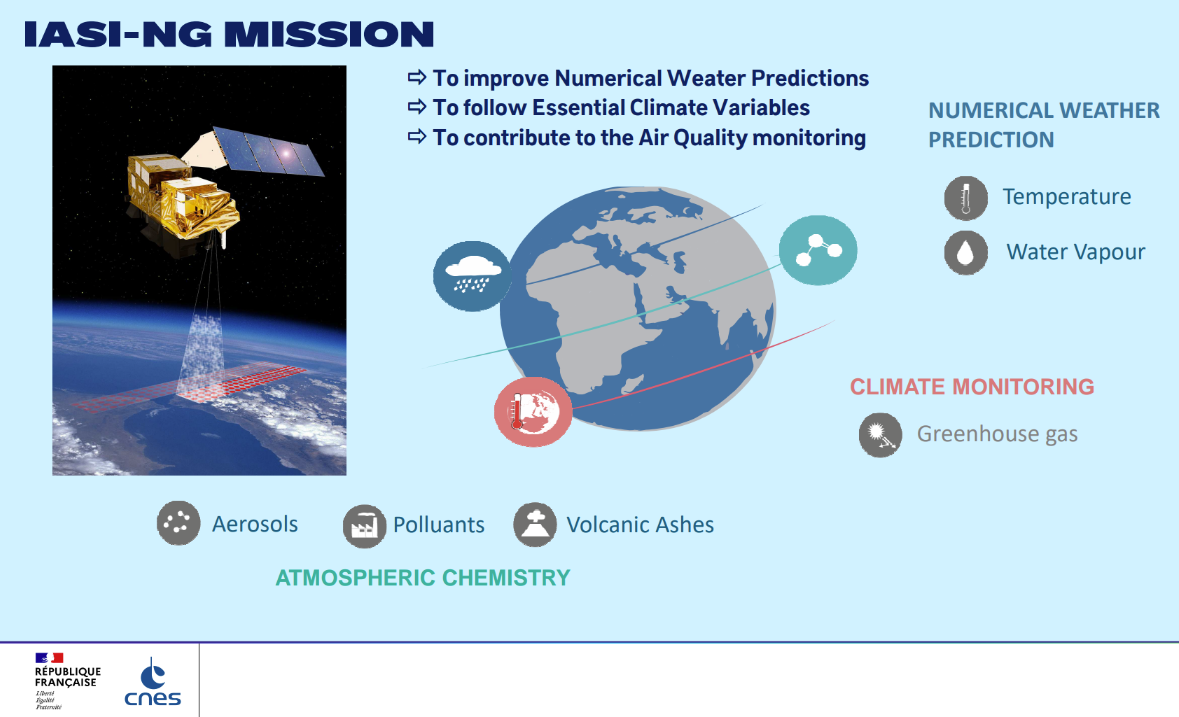 IASI-NG MISSION
⇨ To improve Numerical Weater Predictions
⇨ To follow Essential Climate Variables
⇨ To contribute to the Air Quality monitoring
NUMERICAL WEATHER
PREDICTION
Temperature
Water Vapour
CLIMATE MONITORING
Greenhouse gas
Aerosols
Polluants
Volcanic Ashes
ATMOSPHERIC CHEMISTRY
RÉPUBLIQUE
FRANÇAISE
Liberté
Égalité
Fraternité
cnes